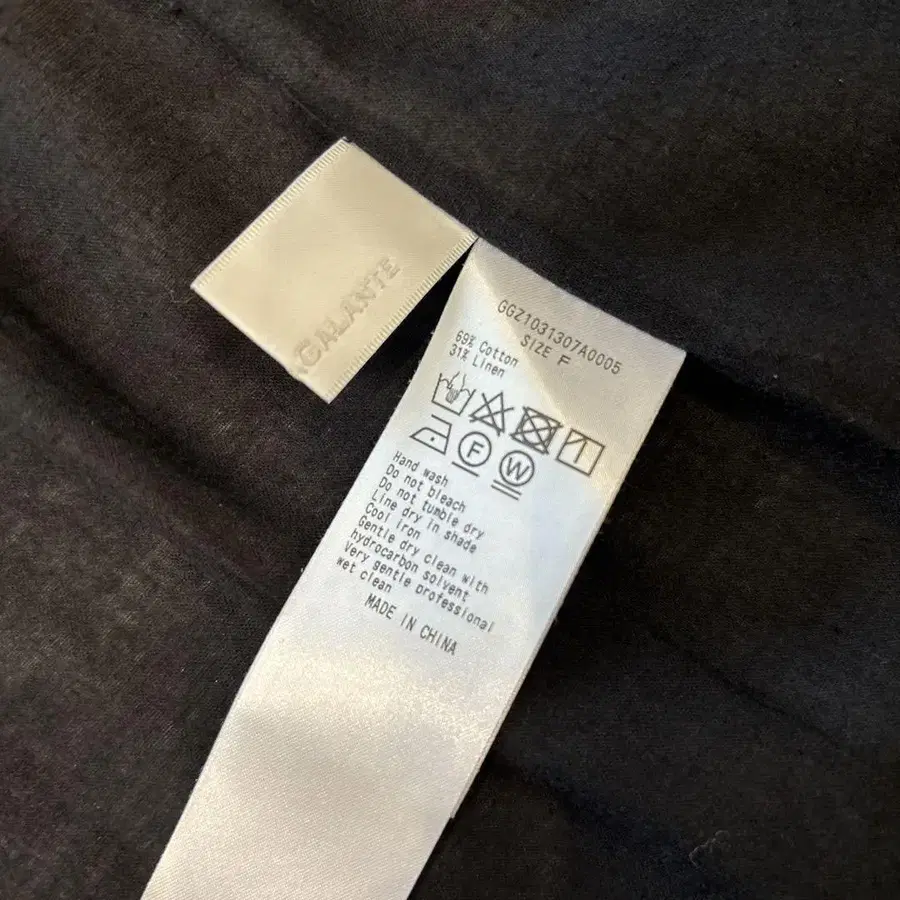 GALANTE
GGZ1031307A0005
SIZE F
69% Cotton
31% Linen
F
W
Hand wash
Do not bleach
Do not tumble dry
Line dry in shade
Cool iron
Gentle dry clean with
hydrocarbon solvent
Very gentle professional
wet clean
MADE IN CHINA